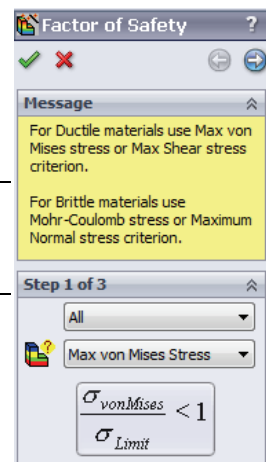 Factor of Safety ?
Message
For Ductile materials use Max von
Mises stress or Max Shear stress
criterion.
For Brittle materials use
Mohr-Coulomb stress or Maximum
Normal stress criterion.
Step 1 of 3
All
Max von Mises Stress
σ vonMises
σ Limit
< 1